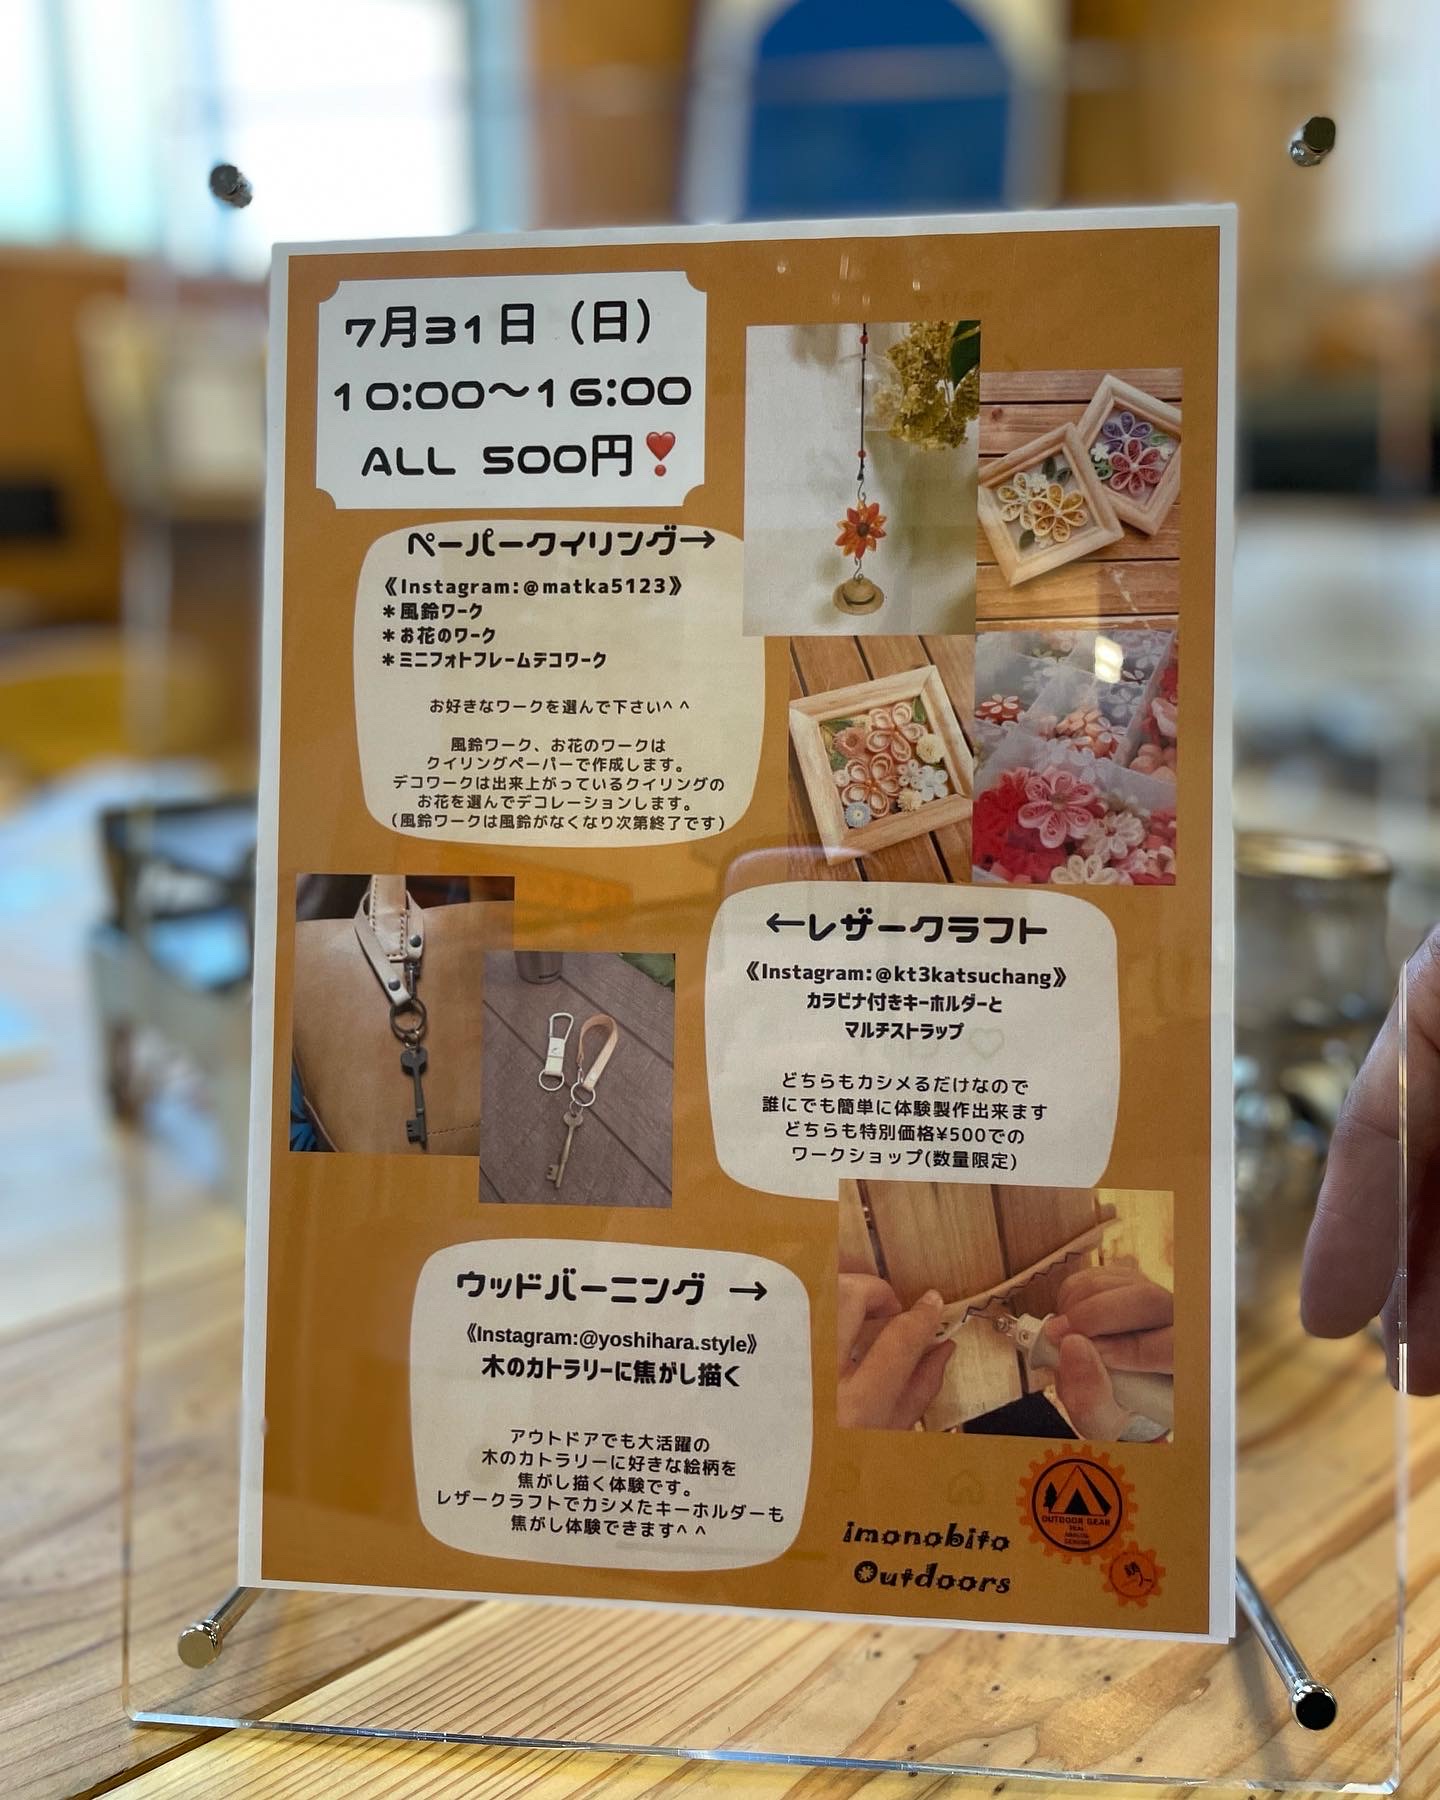 7月31日（日）
10:00〜16:00
ALL 500円❣
ペーパークイリング→
《Instagram:@matka5123》
＊風鈴ワーク
＊お花のワーク
＊ミニフォトフレームデコワーク
お好きなワークを選んで下さい^ ^
風鈴ワーク、お花のワークは
クイリングペーパーで作成します。
デコワークは出来上がっているクイリングの
お花を選んでデコレーションします。
（風鈴ワークは風鈴がなくなり次第終了です）
←レザークラフト
《Instagram:@kt3katsuchang》
カラビナ付きキーホルダーと
マルチストラップ
どちらもカシメるだけなので
誰にでも簡単に体験製作出来ます
どちらも特別価格¥500での
ワークショップ(数量限定)
ウッドバーニング →
《Instagram:@yoshihara.style》
木のカトラリーに焦がし描く
アウトドアでも大活躍の
木のカトラリーに好きな絵柄を
焦がし描く体験です。
レザークラフトでカシメたキーホルダーも
焦がし体験できます^ ^
imonobito
Outdoors
OUTDOOR GEAR